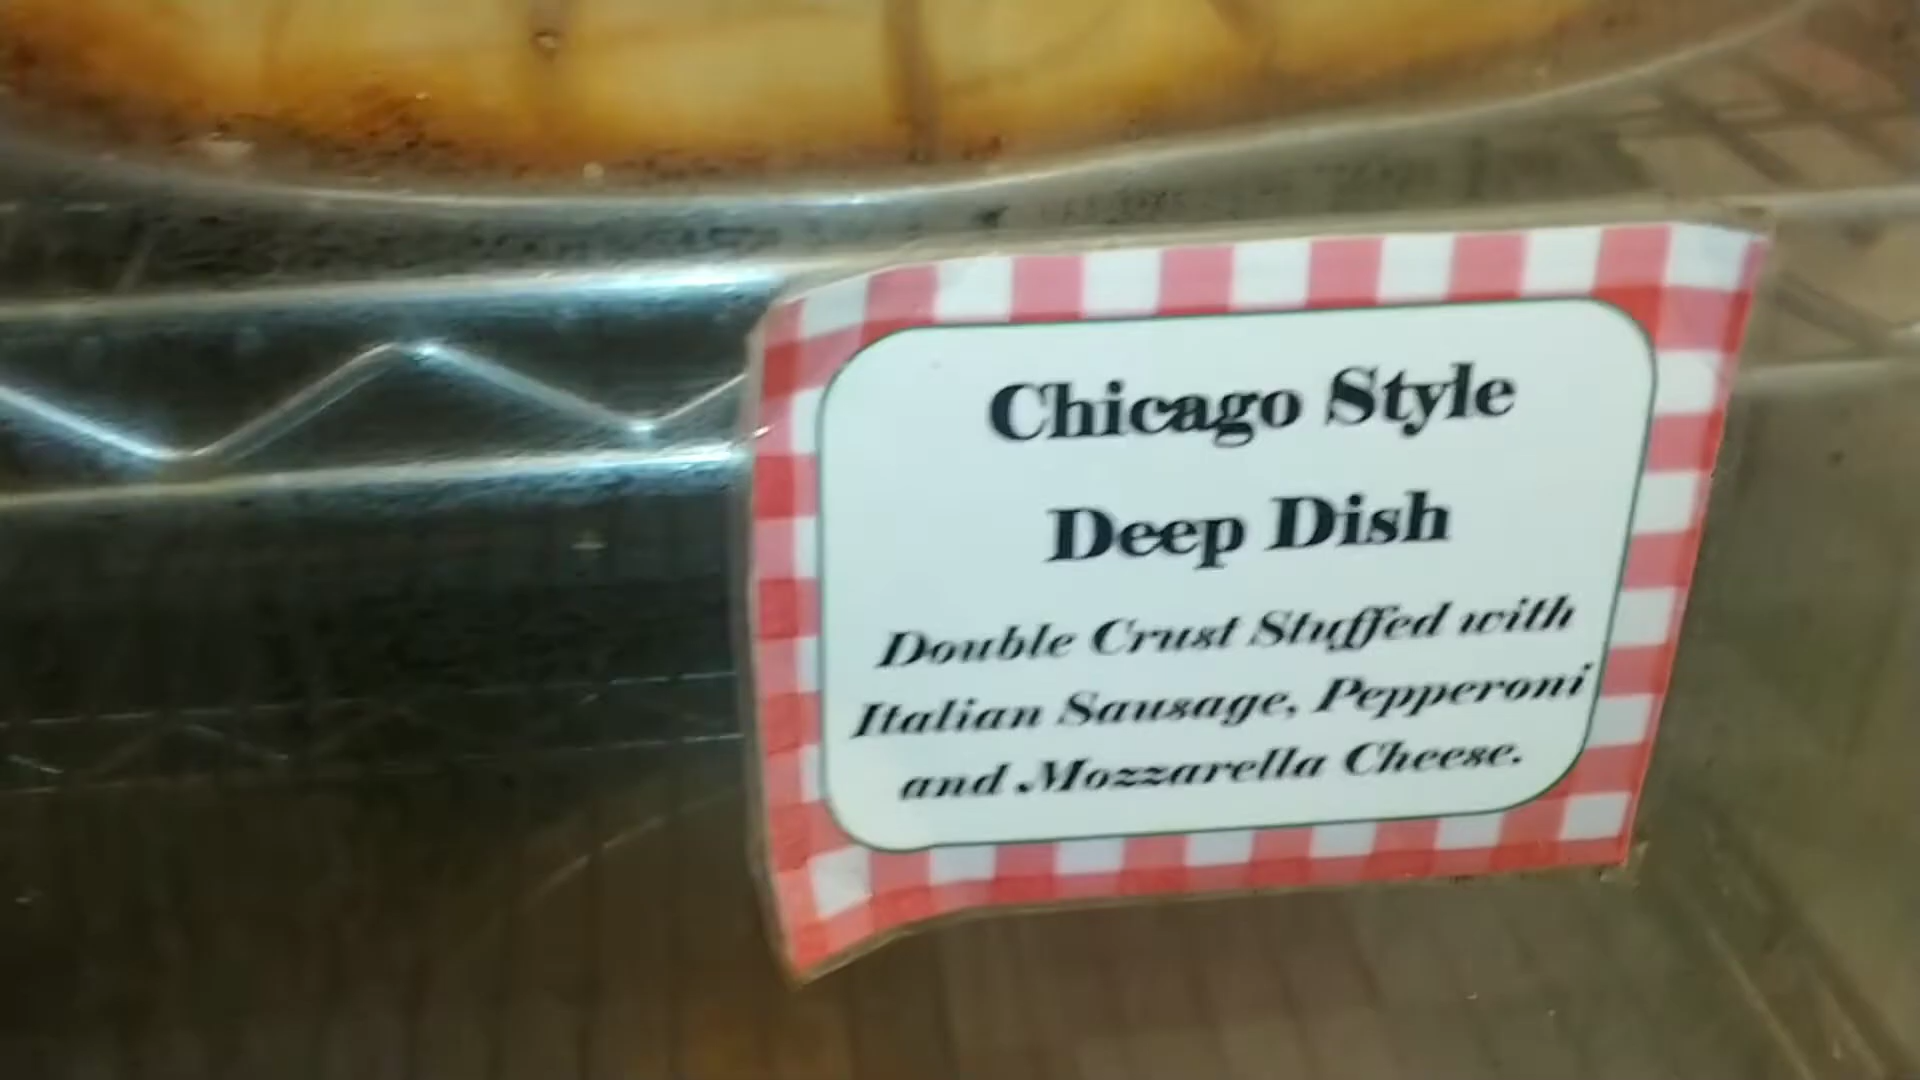 Chicago Style
Deep Dish
Double Crust Stuffed with
Italian Sausage, Pepperoni
and Mozzarella Cheese.